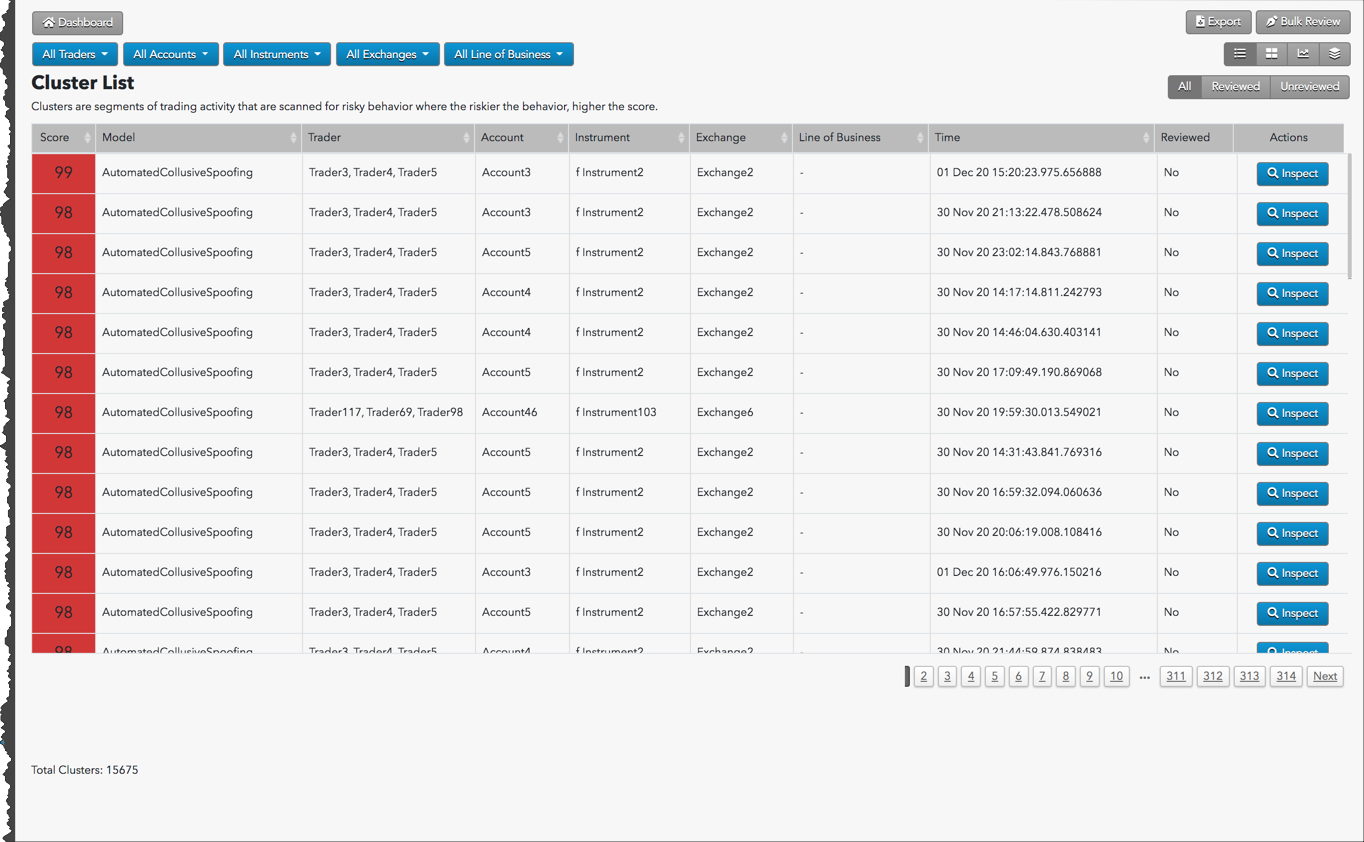 Dashboard Export Bulk Review
All Traders All Accounts All Instruments All Exchanges All Line of Business
Cluster List
All Reviewed Unreviewed
Clusters are segments of trading activity that are scanned for risky behavior where the riskier the behavior, higher the score.
Score Model Trader Account Instrument Exchange Line of Business Time Reviewed Actions
99 AutomatedCollusiveSpoofing Trader3, Trader4, Trader5 Account3 f Instrument2 Exchange2 - 01 Dec 20 15:20:23.975.656888 No Inspect
98 AutomatedCollusiveSpoofing Trader3, Trader4, Trader5 Account3 f Instrument2 Exchange2 - 30 Nov 20 21:13:22.478.508624 No Inspect
98 AutomatedCollusiveSpoofing Trader3, Trader4, Trader5 Account5 f Instrument2 Exchange2 - 30 Nov 20 23:02:14.843.768881 No Inspect
98 AutomatedCollusiveSpoofing Trader3, Trader4, Trader5 Account4 f Instrument2 Exchange2 - 30 Nov 20 14:17:14.811.242793 No Inspect
98 AutomatedCollusiveSpoofing Trader3, Trader4, Trader5 Account4 f Instrument2 Exchange2 - 30 Nov 20 14:46:04.630.403141 No Inspect
98 AutomatedCollusiveSpoofing Trader3, Trader4, Trader5 Account5 f Instrument2 Exchange2 - 30 Nov 20 17:09:49.190.869068 No Inspect
98 AutomatedCollusiveSpoofing Trader117, Trader69, Trader98 Account46 f Instrument103 Exchange6 - 30 Nov 20 19:59:30.013.549021 No Inspect
98 AutomatedCollusiveSpoofing Trader3, Trader4, Trader5 Account5 f Instrument2 Exchange2 - 30 Nov 20 14:31:43.841.769316 No Inspect
98 AutomatedCollusiveSpoofing Trader3, Trader4, Trader5 Account5 f Instrument2 Exchange2 - 30 Nov 20 16:59:32.094.060636 No Inspect
98 AutomatedCollusiveSpoofing Trader3, Trader4, Trader5 Account5 f Instrument2 Exchange2 - 30 Nov 20 20:06:19.008.108416 No Inspect
98 AutomatedCollusiveSpoofing Trader3, Trader4, Trader5 Account3 f Instrument2 Exchange2 - 01 Dec 20 16:06:49.976.150216 No Inspect
98 AutomatedCollusiveSpoofing Trader3, Trader4, Trader5 Account5 f Instrument2 Exchange2 - 30 Nov 20 16:57:55.422.829771 No Inspect
98 AutomatedCollusiveSpoofing Trader3, Trader4, Trader5 Account4 f Instrument2 Exchange2 - 30 Nov 20 21:44:59.874.838483 No Inspect
2 3 4 5 6 7 8 9 10 ... 311 312 313 314 Next
Total Clusters: 15675